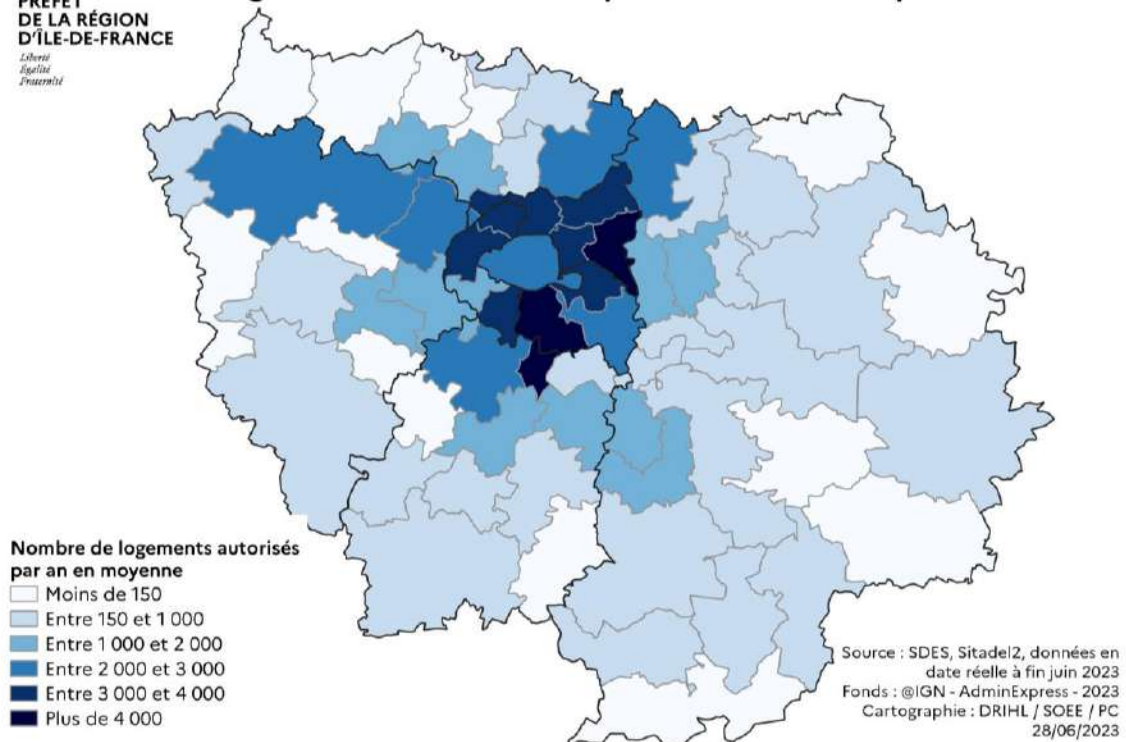 PRÉFET
DE LA RÉGION
D'ÎLE-DE-FRANCE
Liberté
Égalité
Fraternité
Nombre de logements autorisés
par an en moyenne
Moins de 150
Entre 150 et 1 000
Entre 1 000 et 2 000
Entre 2 000 et 3 000
Entre 3 000 et 4 000
Plus de 4 000
Source : SDES, Sitadel2, données en
date réelle à fin juin 2023
Fonds : @IGN - AdminExpress - 2023
Cartographie : DRIHL / SOEE / PC
28/06/2023